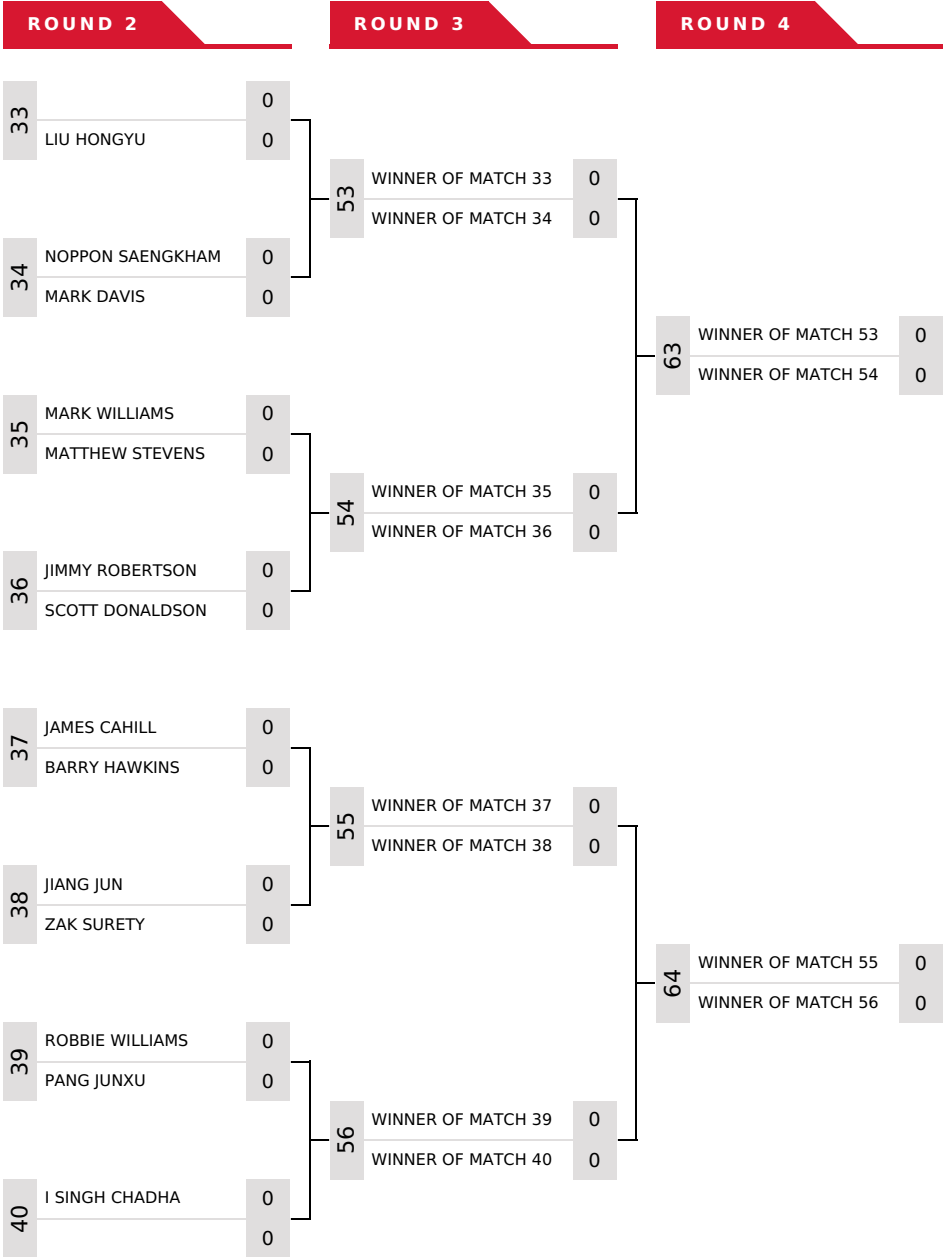 ROUND 2
ROUND 3
ROUND 4
33
0
LIU HONGYU
0
53
WINNER OF MATCH 33
0
WINNER OF MATCH 34
0
34
NOPPON SAENGKHAM
0
MARK DAVIS
0
63
WINNER OF MATCH 53
0
WINNER OF MATCH 54
0
35
MARK WILLIAMS
0
MATTHEW STEVENS
0
54
WINNER OF MATCH 35
0
WINNER OF MATCH 36
0
36
JIMMY ROBERTSON
0
SCOTT DONALDSON
0
37
JAMES CAHILL
0
BARRY HAWKINS
0
55
WINNER OF MATCH 37
0
WINNER OF MATCH 38
0
38
JIANG JUN
0
ZAK SURETY
0
64
WINNER OF MATCH 55
0
WINNER OF MATCH 56
0
39
ROBBIE WILLIAMS
0
PANG JUNXU
0
56
WINNER OF MATCH 39
0
WINNER OF MATCH 40
0
40
I SINGH CHADHA
0
0